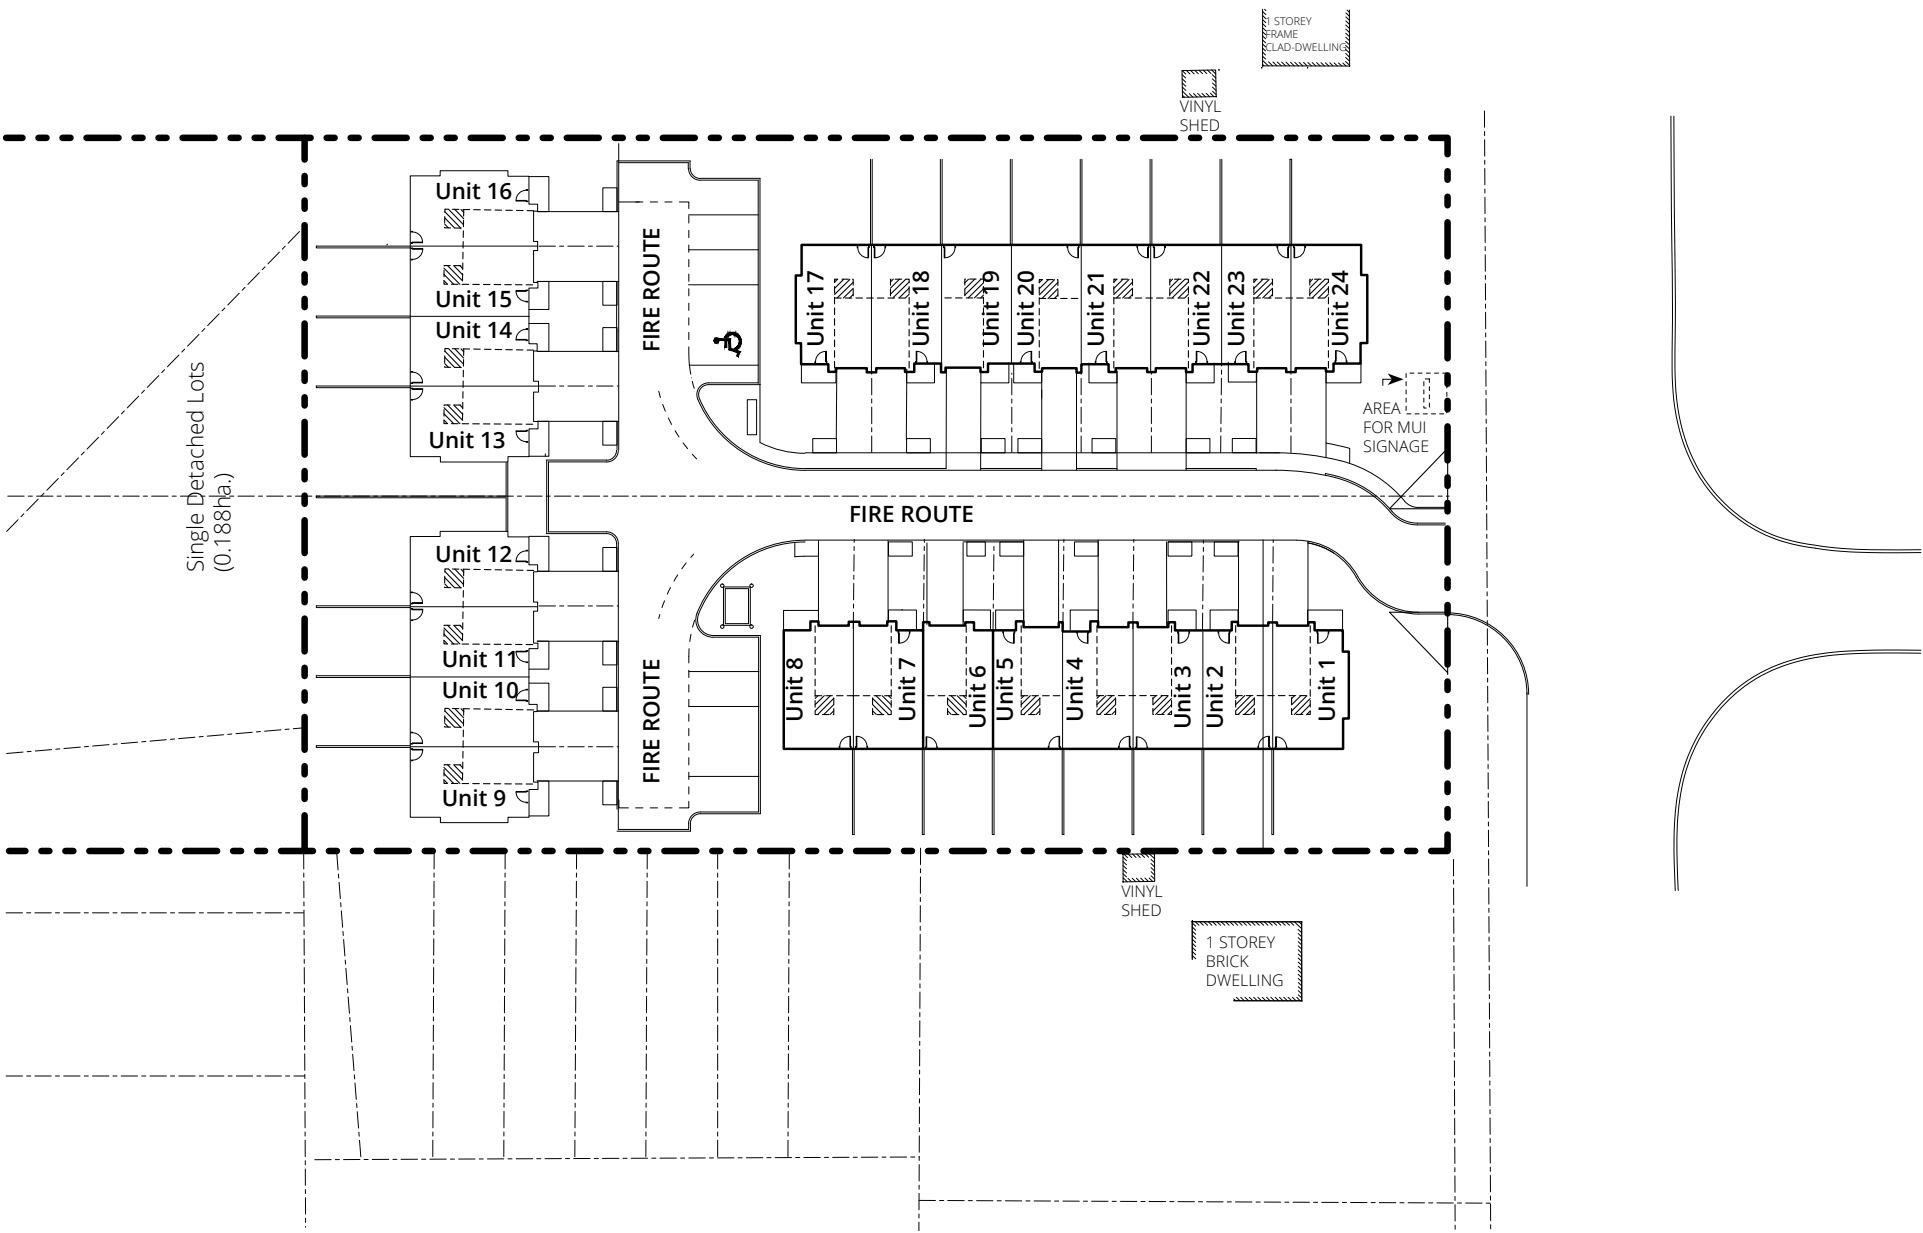 1 STOREY
FRAME
CLAD-DWELLING
VINYL
SHED
Unit 16
Unit 15
Unit 14
Unit 13
FIRE ROUTE
Unit 17
Unit 18
Unit 19
Unit 20
Unit 21
Unit 22
Unit 23
Unit 24
AREA
FOR MUI
SIGNAGE
Single Detached Lots
(0.188ha.)
FIRE ROUTE
Unit 12
Unit 11
Unit 10
Unit 9
FIRE ROUTE
Unit 8
Unit 7
Unit 6
Unit 5
Unit 4
Unit 3
Unit 2
Unit 1
VINYL
SHED
1 STOREY
BRICK
DWELLING